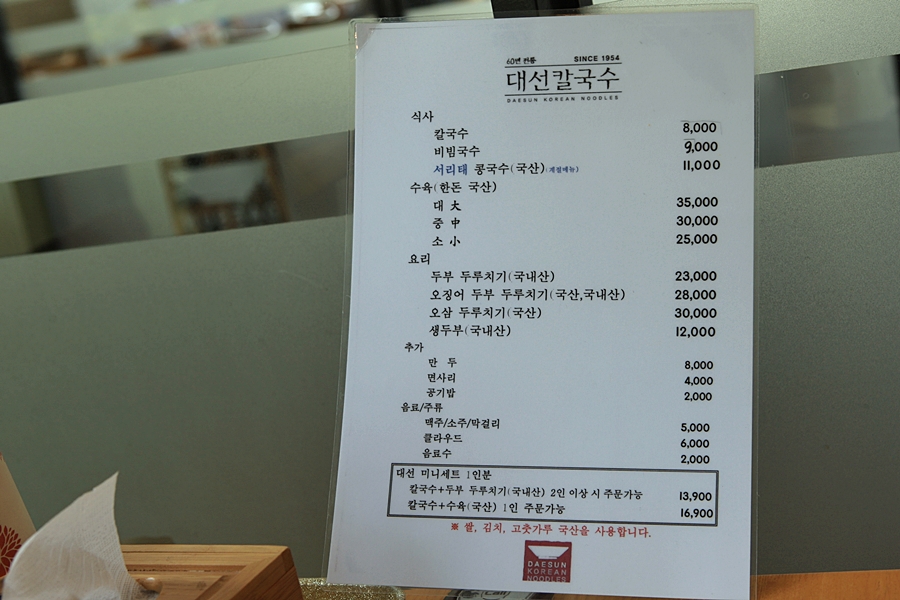 60년 전통 SINCE 1954
대선칼국수
DAESUN KOREAN NOODLES
식사
칼국수 8,000
비빔국수 9,000
서리태 콩국수(국산)(계절메뉴) 11,000
수육(한돈 국산)
대 大 35,000
중 中 30,000
소 小 25,000
요리
두부 두루치기(국내산) 23,000
오징어 두부 두루치기(국산,국내산) 28,000
오삼 두루치기(국산) 30,000
생두부(국내산) 12,000
추가
만 두 8,000
면사리 4,000
공기밥 2,000
음료/주류
맥주/소주/막걸리 5,000
클라우드 6,000
음료수 2,000
대선 미니세트 1인분
칼국수+두부 두루치기(국내산) 2인 이상 시 주문가능 13,900
칼국수+수육(국산) 1인 주문가능 16,900
※ 쌀, 김치, 고춧가루 국산을 사용합니다.
DAESUN
KOREAN
NOODLES